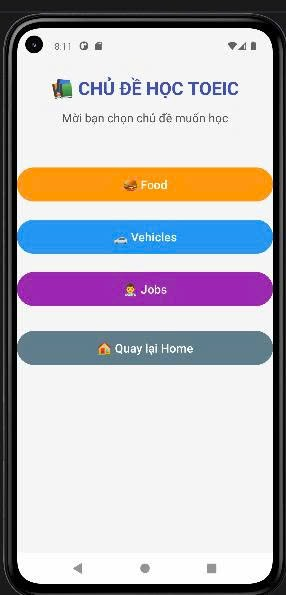 8:11
CHỦ ĐỀ HỌC TOEIC
Mời bạn chọn chủ đề muốn học
Food
Vehicles
Jobs
Quay lại Home